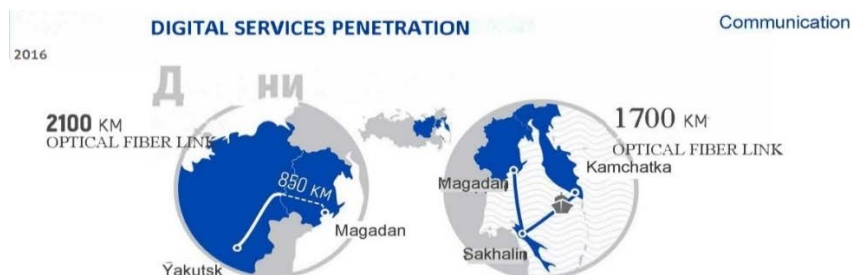 DIGITAL SERVICES PENETRATION
Communication
2016
Д НИ
2100 KM
OPTICAL FIBER LINK
1700 KM
OPTICAL FIBER LINK
Kamchatka
850 KM
Magadan
Magadan
Sakhalin
Yakutsk